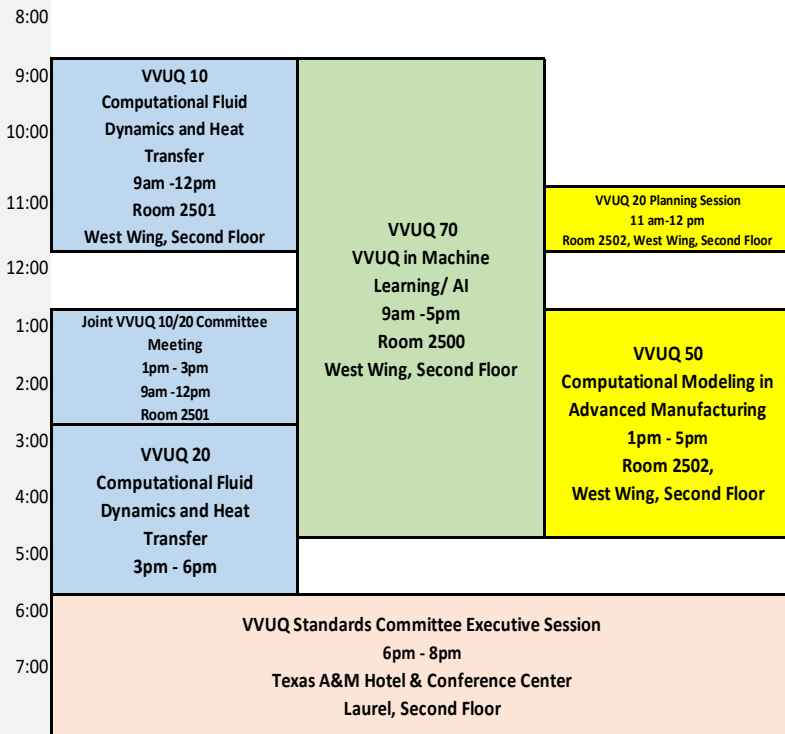 8:00
9:00
10:00
11:00
12:00
1:00
2:00
3:00
4:00
5:00
6:00
7:00
VVUQ 10
Computational Fluid
Dynamics and Heat
Transfer
9am -12pm
Room 2501
West Wing, Second Floor
Joint VVUQ 10/20 Committee
Meeting
1pm - 3pm
9am -12pm
Room 2501
VVUQ 20
Computational Fluid
Dynamics and Heat
Transfer
3pm - 6pm
VVUQ 70
VVUQ in Machine
Learning/ AI
9am -5pm
Room 2500
West Wing, Second Floor
VVUQ 20 Planning Session
11 am-12 pm
Room 2502, West Wing, Second Floor
VVUQ 50
Computational Modeling in
Advanced Manufacturing
1pm - 5pm
Room 2502,
West Wing, Second Floor
VVUQ Standards Committee Executive Session
6pm - 8pm
Texas A&M Hotel & Conference Center
Laurel, Second Floor